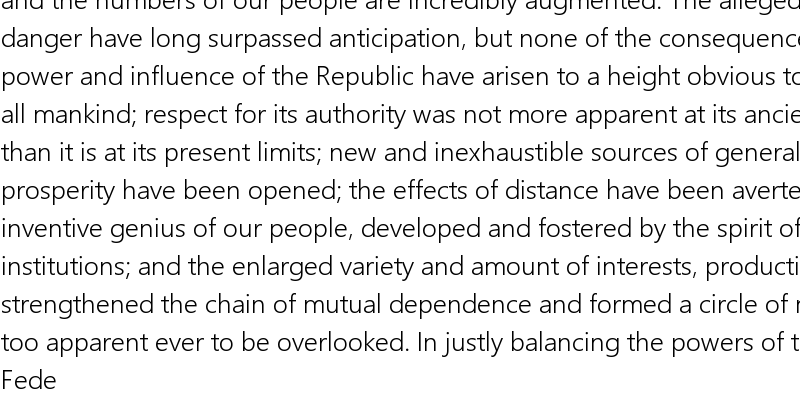 and the numbers of our people are incredibly augmented. The alleged
danger have long surpassed anticipation, but none of the consequence
power and influence of the Republic have arisen to a height obvious to
all mankind; respect for its authority was not more apparent at its ancie
than it is at its present limits; new and inexhaustible sources of general
prosperity have been opened; the effects of distance have been averte
inventive genius of our people, developed and fostered by the spirit of
institutions; and the enlarged variety and amount of interests, producti
strengthened the chain of mutual dependence and formed a circle of
too apparent ever to be overlooked. In justly balancing the powers of t
Fede